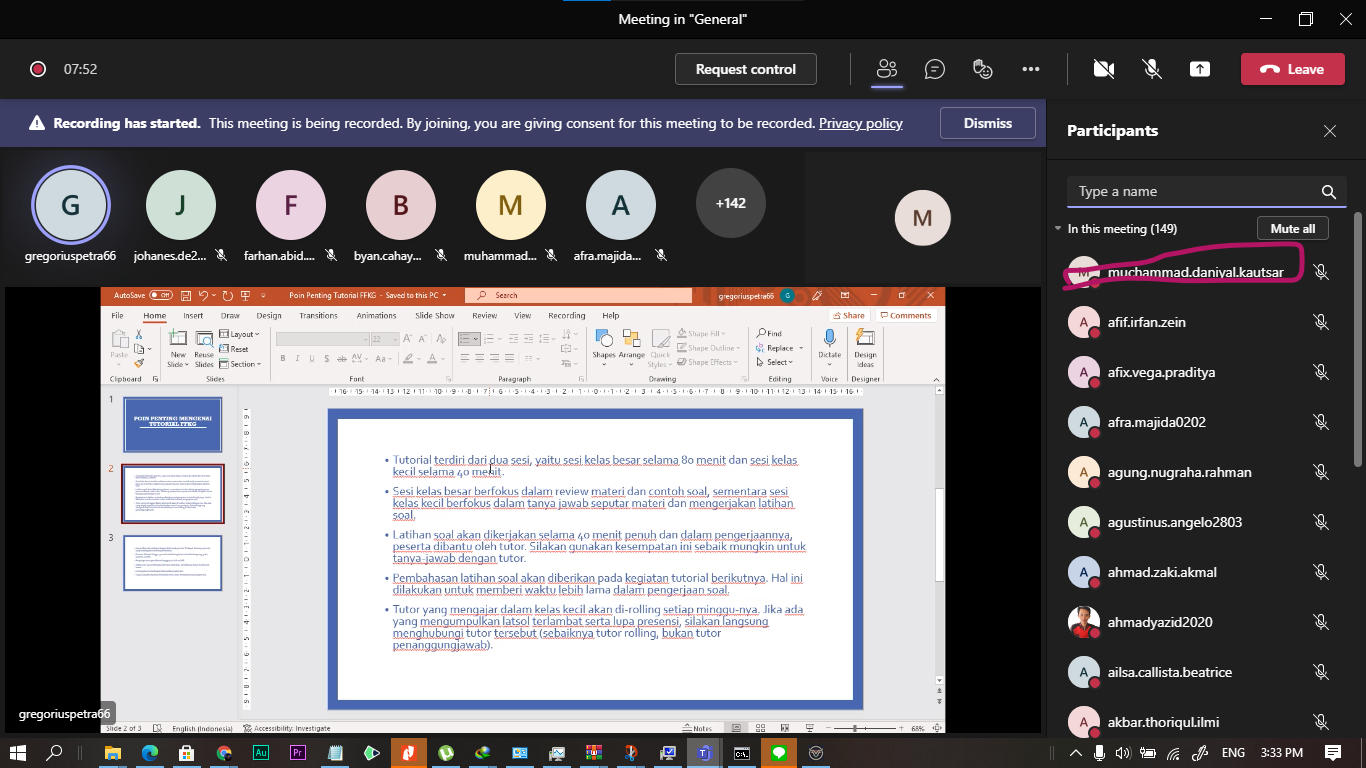 Meeting in "General"
07:52
Request control
Leave
Recording has started. This meeting is being recorded. By joining, you are giving consent for this meeting to be recorded. Privacy policy
Dismiss
G
J
F
B
M
A
+142
M
gregoriuspetra66
johanes.de2...
farhan.abid....
byan.cahay...
muhammad...
afra.majida...
AutoSave Off
Poin Penting Tutorial FFKG - Saved to this PC
Search
gregoriuspetra66
G
File Home Insert Draw Design Transitions Animations Slide Show Review View Recording Help
Share
Comments
Paste
New Slide
Reuse Slides
Layout
Reset
Section
22
Shapes
Arrange
Quick Styles
Shape Fill
Shape Outline
Shape Effects
Find
Replace
Select
Dictate
Design Ideas
Clipboard
Slides
Font
Paragraph
Drawing
Editing
Voice
Designer
1
POIN PENTING MENGENAI
TUTORIAL FFKG
2
3
• Tutorial terdiri dari dua sesi, yaitu sesi kelas besar selama 80 menit dan sesi kelas
kecil selama 40 menit.
• Sesi kelas besar berfokus dalam review materi dan contoh soal, sementara sesi
kelas kecil berfokus dalam tanya jawab seputar materi dan mengerjakan latihan
soal.
• Latihan soal akan dikerjakan selama 40 menit penuh dan dalam pengerjaannya,
peserta dibantu oleh tutor. Silakan gunakan kesempatan ini sebaik mungkin untuk
tanya-jawab dengan tutor.
• Pembahasan latihan soal akan diberikan pada kegiatan tutorial berikutnya. Hal ini
dilakukan untuk memberi waktu lebih lama dalam pengerjaan soal.
• Tutor yang mengajar dalam kelas kecil akan di-rolling setiap minggu-nya. Jika ada
yang mengumpulkan latsol terlambat serta lupa presensi, silakan langsung
menghubungi tutor tersebut (sebaiknya tutor rolling, bukan tutor
penanggungjawab).
gregoriuspetra66
Slide 2 of 3
English (Indonesia)
Accessibility: Investigate
Notes
68%
Participants
Type a name
In this meeting (149)
Mute all
M
muchammad.daniyal.kautsar
A
afif.irfan.zein
A
afix.vega.praditya
A
afra.majida0202
A
agung.nugraha.rahman
A
agustinus.angelo2803
A
ahmad.zaki.akmal
ahmadyazid2020
A
ailsa.callista.beatrice
A
akbar.thoriqul.ilmi
Au
Pr
ENG
3:33 PM